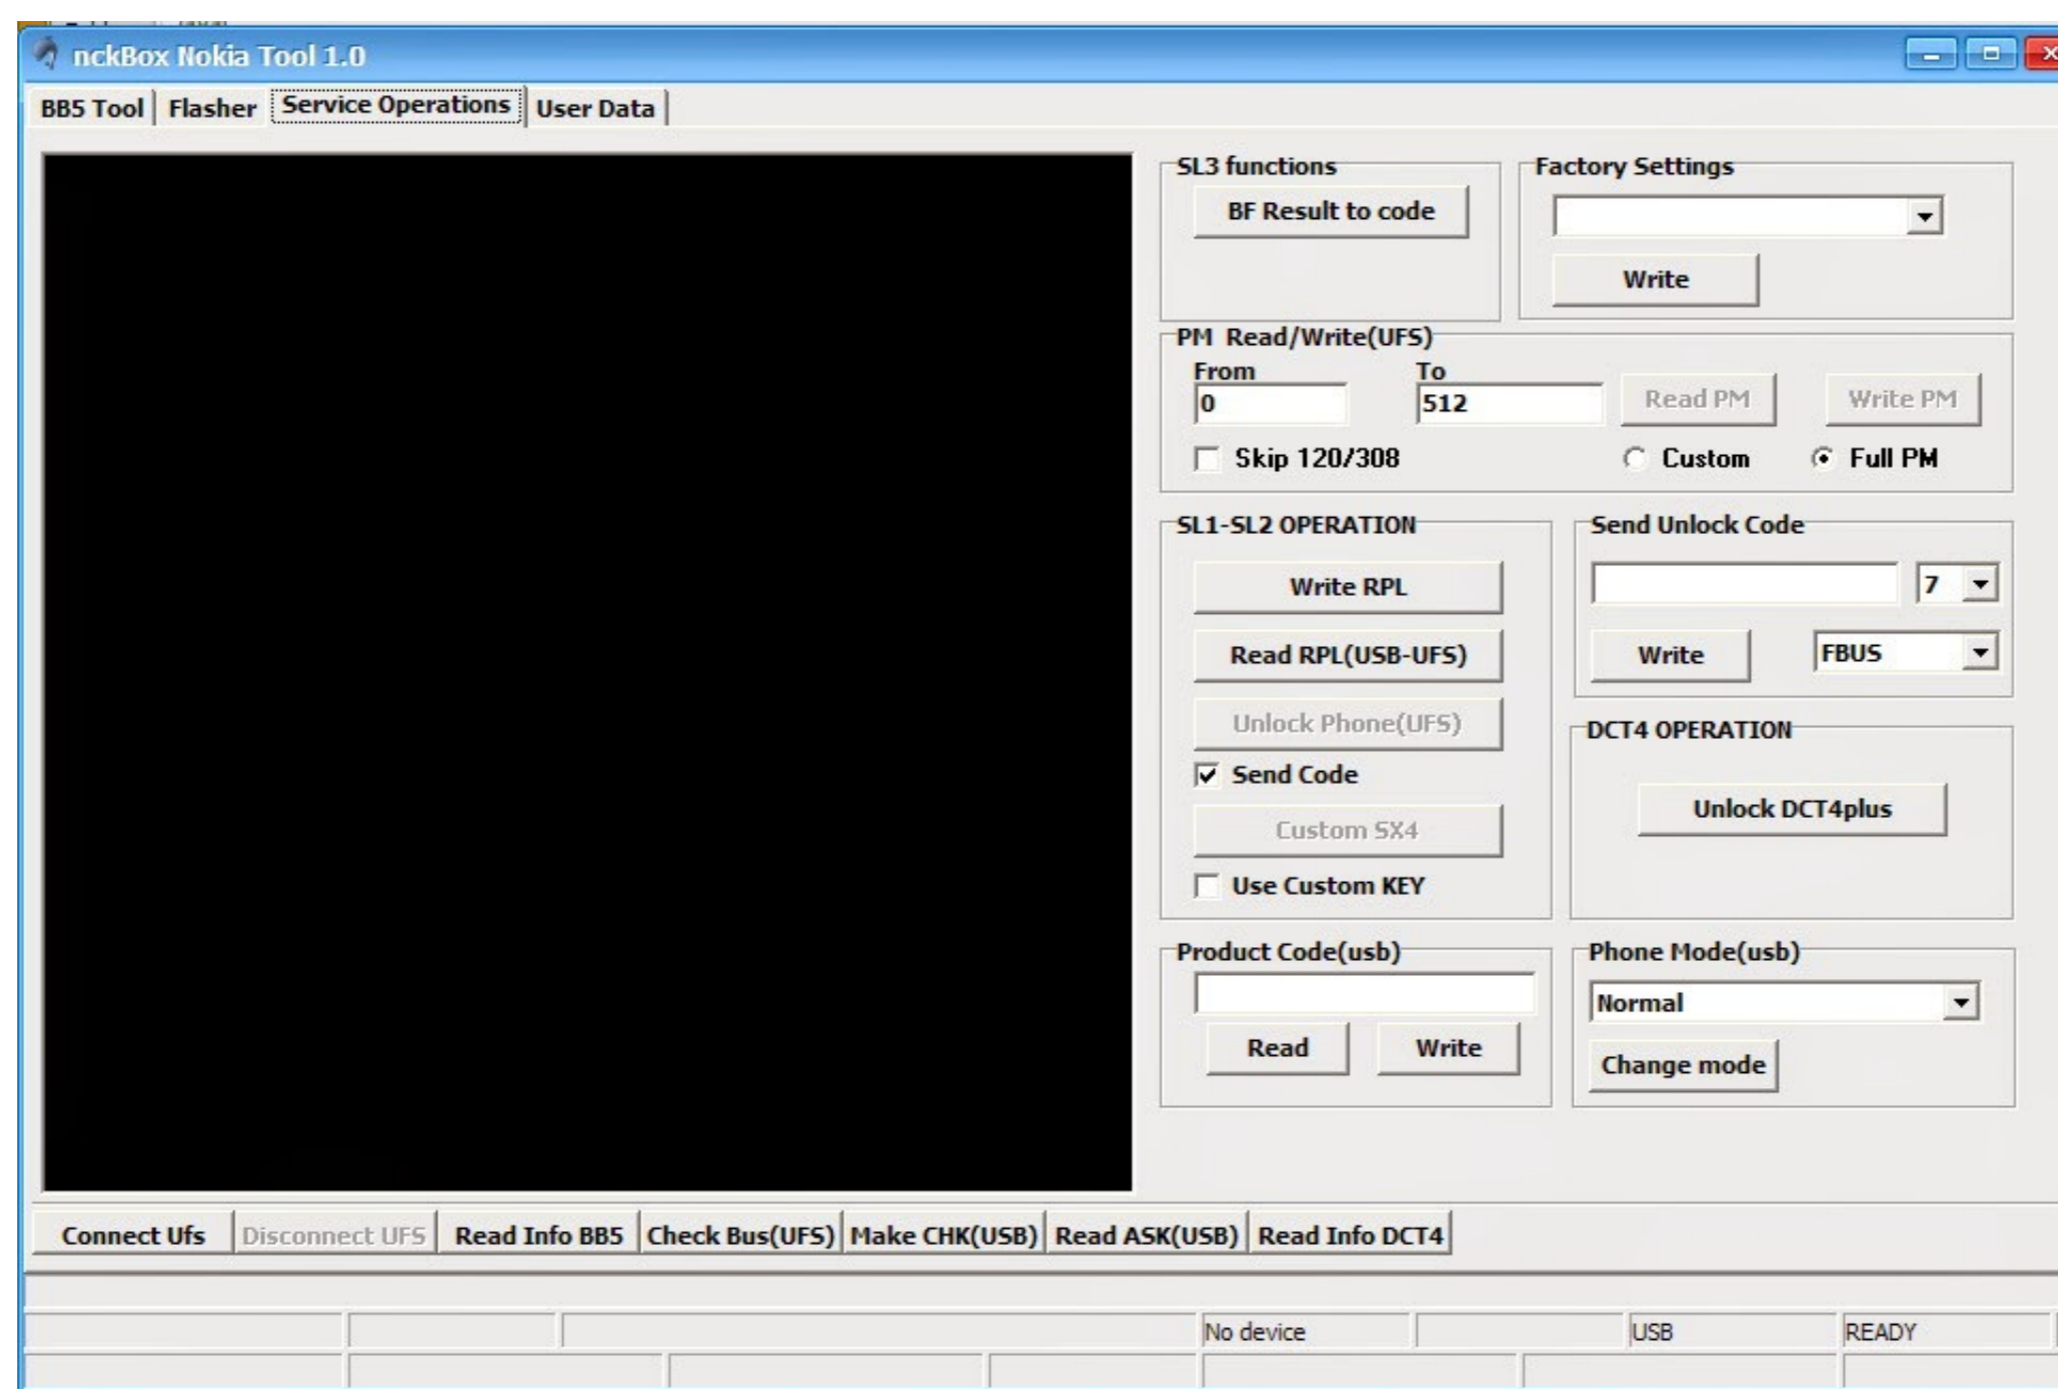 nckBox Nokia Tool 1.0
BB5 Tool Flasher Service Operations User Data
SL3 functions
BF Result to code
Factory Settings
Write
PM Read/Write(UFS)
From To
0 512 Read PM Write PM
Skip 120/308 Custom Full PM
SL1-SL2 OPERATION
Write RPL
Read RPL(USB-UFS)
Unlock Phone(UFS)
Send Code
Custom SX4
Use Custom KEY
Send Unlock Code
7
Write FBUS
DCT4 OPERATION
Unlock DCT4plus
Product Code(usb)
Read Write
Phone Mode(usb)
Normal
Change mode
Connect Ufs Disconnect UFS Read Info BB5 Check Bus(UFS) Make CHK(USB) Read ASK(USB) Read Info DCT4
No device USB READY